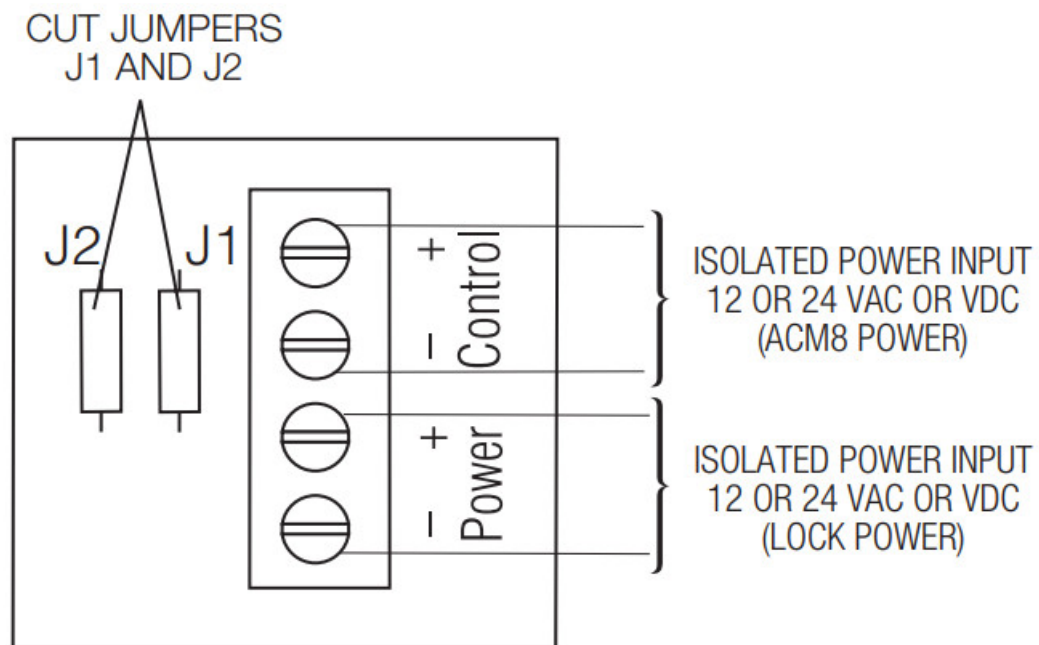 CUT JUMPERS
J1 AND J2
J2
J1
+
Control
−
ISOLATED POWER INPUT
12 OR 24 VAC OR VDC
(ACM8 POWER)
+
Power
−
ISOLATED POWER INPUT
12 OR 24 VAC OR VDC
(LOCK POWER)